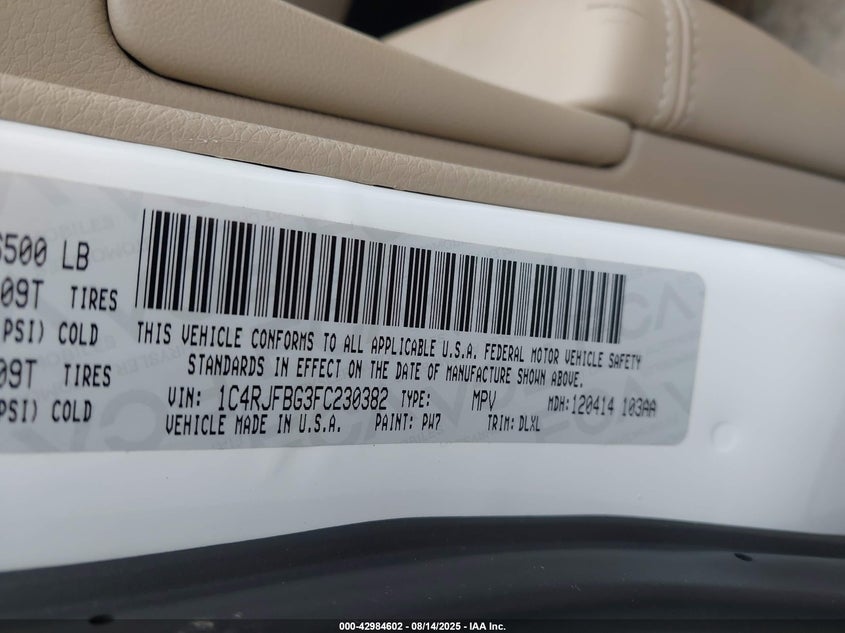 6500 LB
09T TIRES
PSI) COLD
09T TIRES
PSI) COLD
THIS VEHICLE CONFORMS TO ALL APPLICABLE U.S.A. FEDERAL MOTOR VEHICLE SAFETY
STANDARDS IN EFFECT ON THE DATE OF MANUFACTURE SHOWN ABOVE.
VIN: 1C4RJFBG3FC230382 TYPE: MPV MDH:120414 103AA
VEHICLE MADE IN U.S.A. PAINT: PW7 TRIM: DLXL
000-42984602 - 08/14/2025 - IAA Inc.